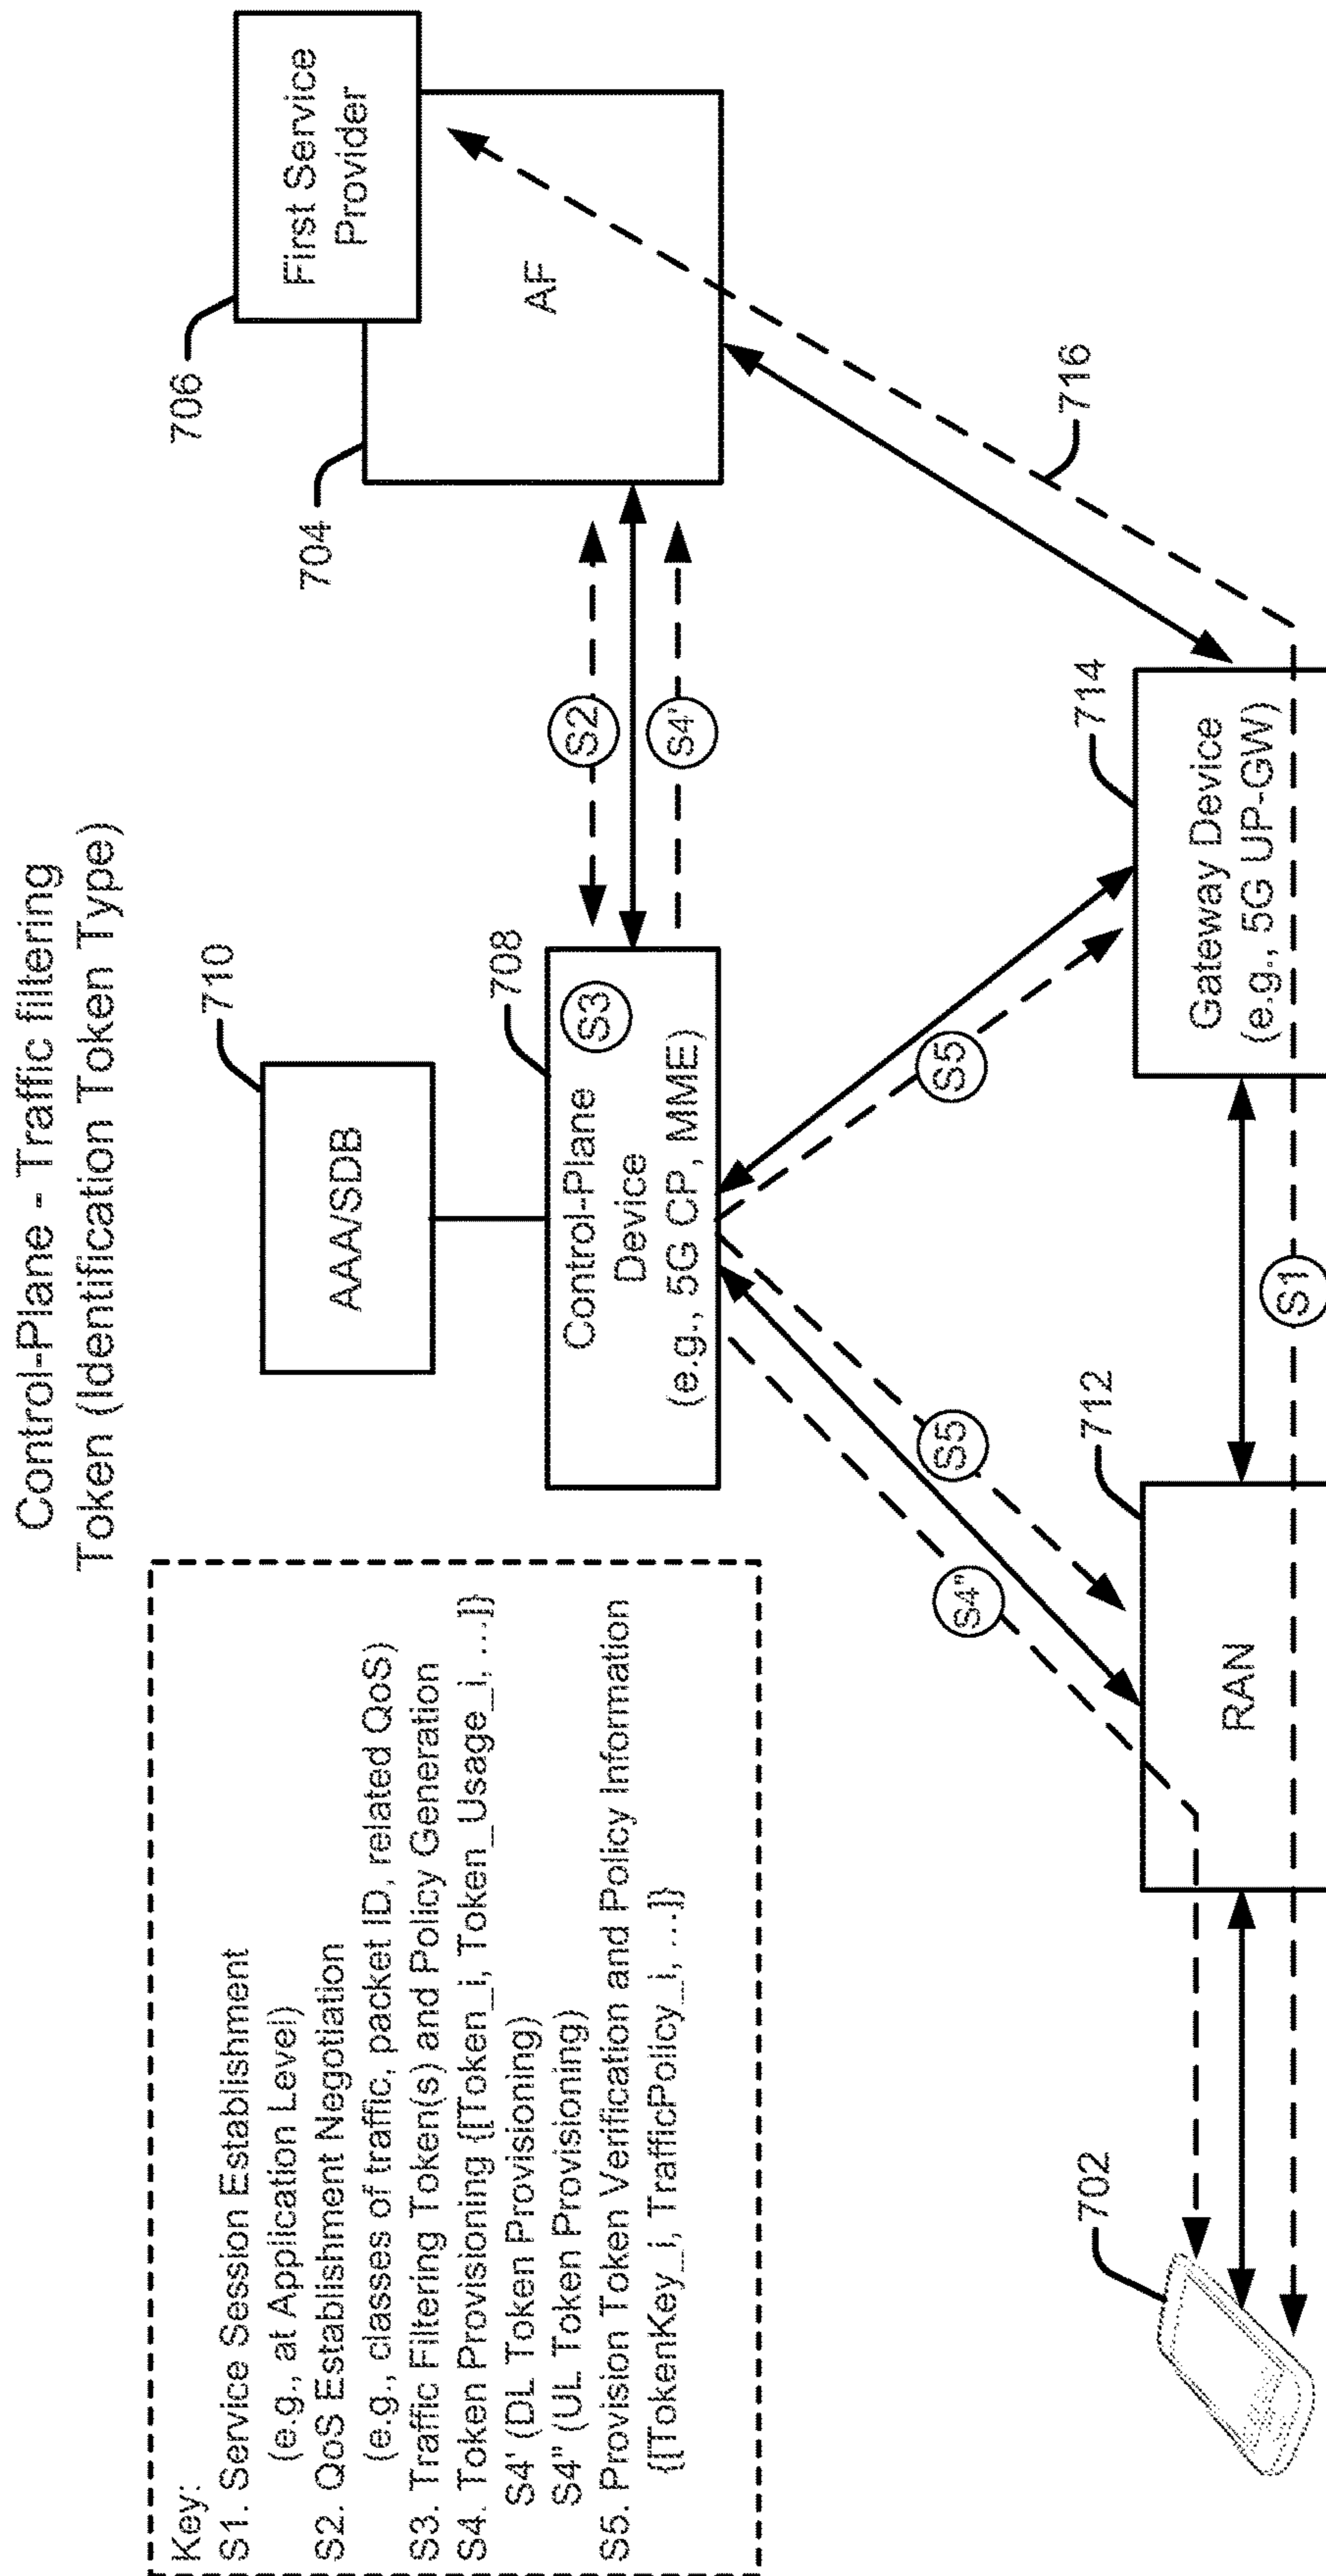 Control-Plane - Traffic filtering
Token (Identification Token Type)
Key:
S1. Service Session Establishment
(e.g., at Application Level)
S2. QoS Establishment Negotiation
(e.g., classes of traffic, packet ID, related QoS)
S3. Traffic Filtering Token(s) and Policy Generation
S4. Token Provisioning {[Token_i, Token_Usage_i, …]}
S4' (DL Token Provisioning)
S4" (UL Token Provisioning)
S5. Provision Token Verification and Policy Information
{[TokenKey_i, TrafficPolicy_i, …]}
710
AAA/SDB
708
S3
Control-Plane
Device
(e.g., 5G CP, MME)
S2
S4'
706
First Service
Provider
704
AF
S4"
S5
S5
716
702
712
RAN
S1
714
Gateway Device
(e.g., 5G UP-GW)